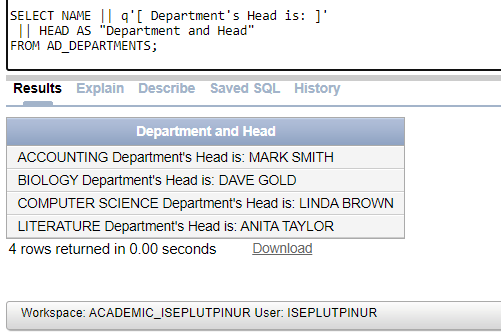 SELECT NAME || q'[ Department's Head is: ]'
|| HEAD AS "Department and Head"
FROM AD_DEPARTMENTS;
Results Explain Describe Saved SQL History
Department and Head
ACCOUNTING Department's Head is: MARK SMITH
BIOLOGY Department's Head is: DAVE GOLD
COMPUTER SCIENCE Department's Head is: LINDA BROWN
LITERATURE Department's Head is: ANITA TAYLOR
4 rows returned in 0.00 seconds Download
Workspace: ACADEMIC_ISEPLUTPINUR User: ISEPLUTPINUR